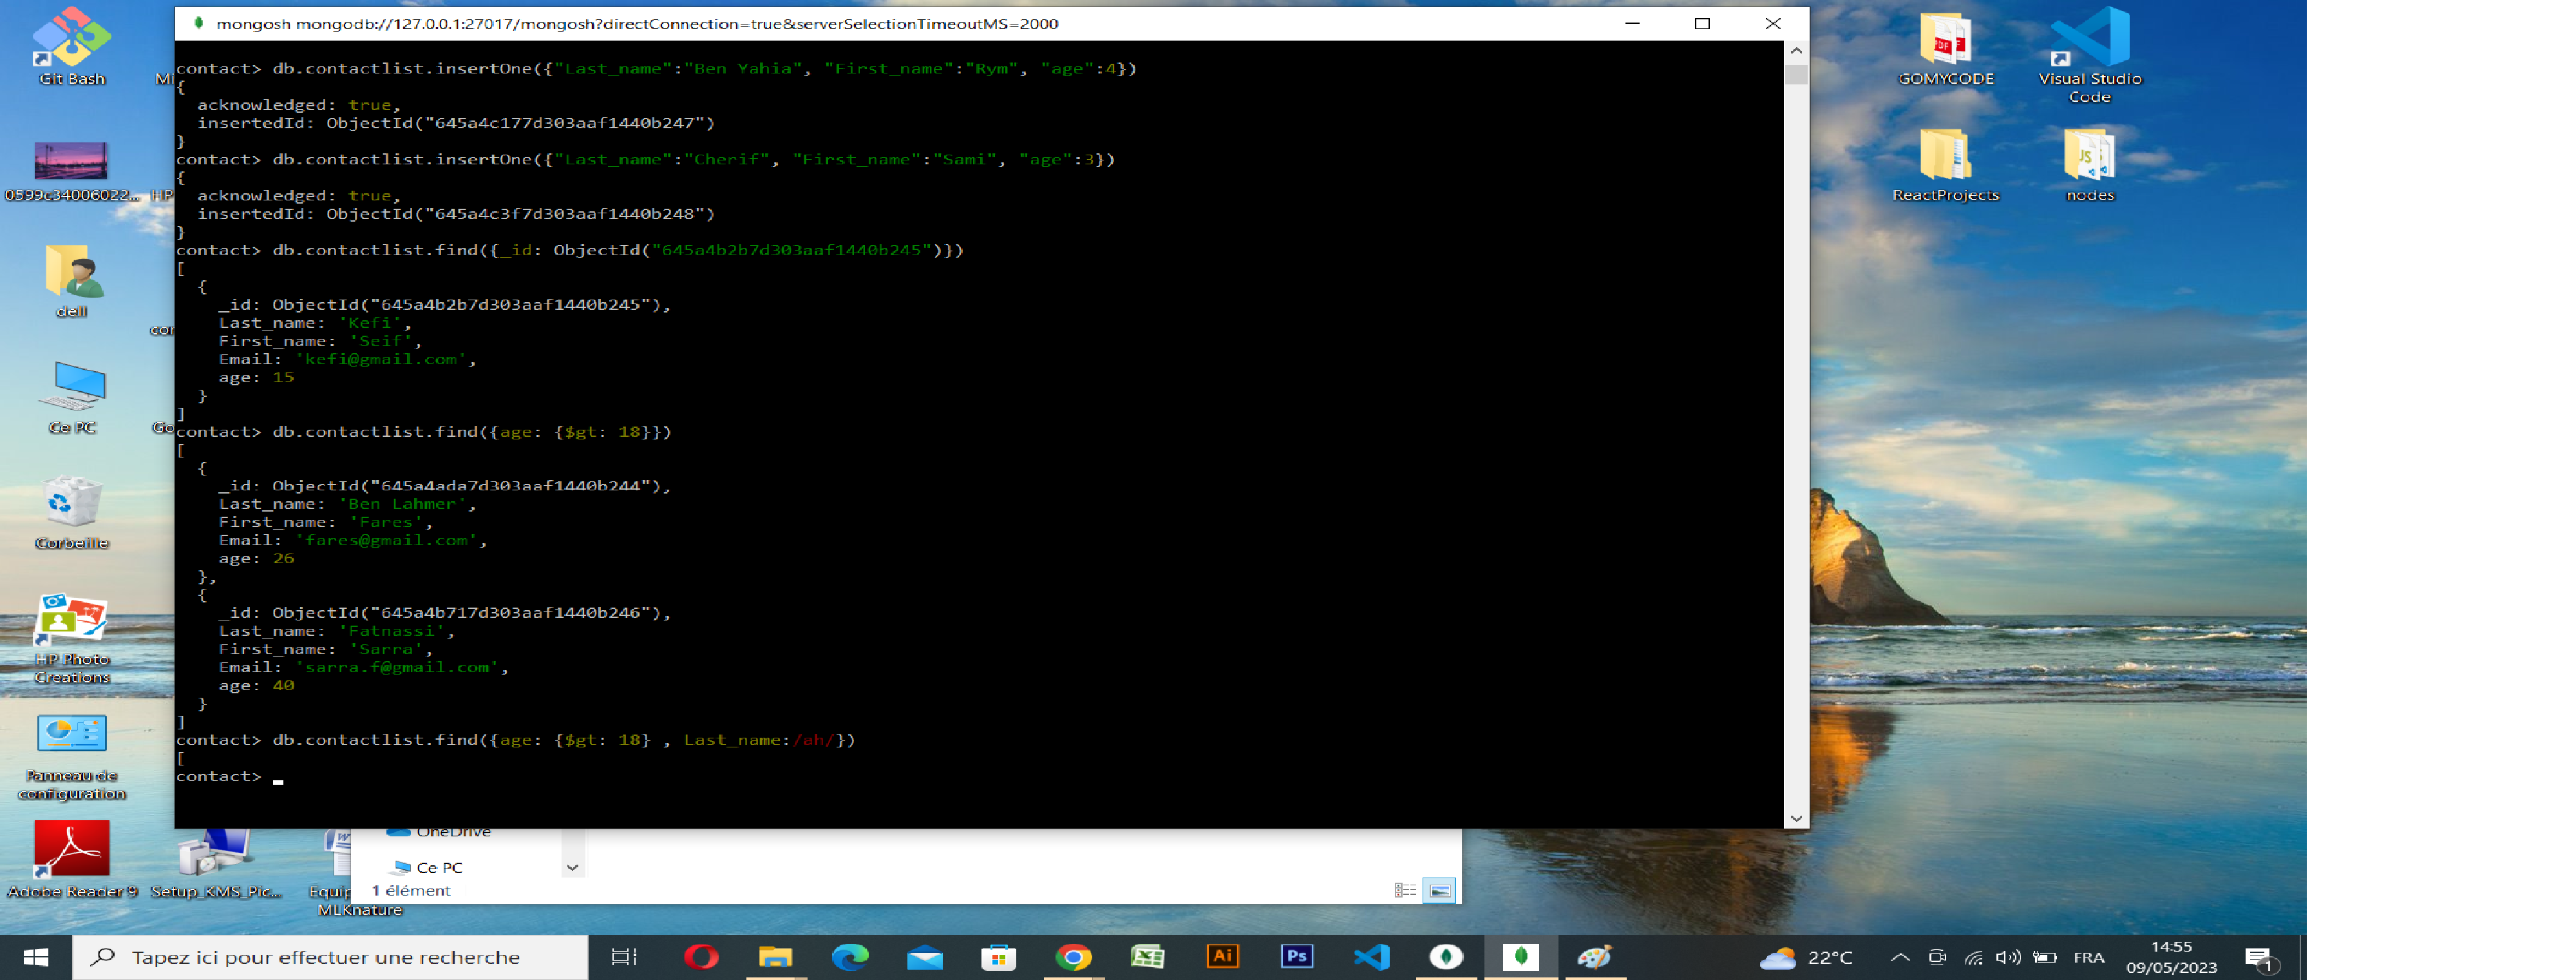 mongosh mongodb://127.0.0.1:27017/mongosh?directConnection=true&serverSelectionTimeoutMS=2000
contact> db.contactlist.insertOne({"Last_name":"Ben Yahia", "First_name":"Rym", "age":4})
{
  acknowledged: true,
  insertedId: ObjectId("645a4c177d303aaf1440b247")
}
contact> db.contactlist.insertOne({"Last_name":"Cherif", "First_name":"Sami", "age":3})
{
  acknowledged: true,
  insertedId: ObjectId("645a4c3f7d303aaf1440b248")
}
contact> db.contactlist.find({_id: ObjectId("645a4b2b7d303aaf1440b245")})
[
  {
    _id: ObjectId("645a4b2b7d303aaf1440b245"),
    Last_name: 'Kefi',
    First_name: 'Seif',
    Email: 'kefi@gmail.com',
    age: 15
  }
]
contact> db.contactlist.find({age: {$gt: 18}})
[
  {
    _id: ObjectId("645a4ada7d303aaf1440b244"),
    Last_name: 'Ben Lahmer',
    First_name: 'Fares',
    Email: 'fares@gmail.com',
    age: 26
  },
  {
    _id: ObjectId("645a4b717d303aaf1440b246"),
    Last_name: 'Fatnassi',
    First_name: 'Sarra',
    Email: 'sarra.f@gmail.com',
    age: 40
  }
]
contact> db.contactlist.find({age: {$gt: 18} , Last_name:/ah/})
[
contact>
Git Bash
Mi
0599c34006022...
HP
dell
cor
Ce PC
Go
Corbeille
HP Photo
Creations
Panneau de
configuration
Adobe Reader 9
Setup_KMS_Pic...
Equip
MLKnature
GOMYCODE
Visual Studio
Code
ReactProjects
nodes
OneDrive
Ce PC
1 élément
Tapez ici pour effectuer une recherche
22°C
FRA
14:55
09/05/2023
1